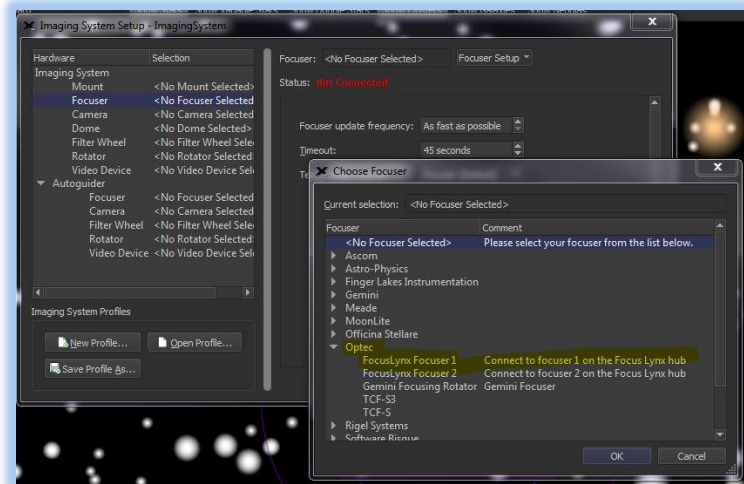 Imaging System Setup - ImagingSystem
x
Hardware Selection
Imaging System
Mount <No Mount Selected>
Focuser <No Focuser Selected
Camera <No Camera Selected
Dome <No Dome Selected>
Filter Wheel <No Filter Wheel Sele
Rotator <No Rotator Selected>
Video Device <No Video Device Sel
Autoguider
Focuser <No Focuser Selected
Camera <No Camera Selected
Filter Wheel <No Filter Wheel Sele
Rotator <No Rotator Selected>
Video Device <No Video Device Sel
Imaging System Profiles
New Profile...
Open Profile...
Save Profile As...
Focuser: <No Focuser Selected> Focuser Setup
Status: Not Connected
Focuser update frequency: As fast as possible
Timeout: 45 seconds
Choose Focuser
x
Current selection: <No Focuser Selected>
Focuser Comment
<No Focuser Selected> Please select your focuser from the list below.
Ascom
Astro-Physics
Finger Lakes Instrumentation
Gemini
Meade
MoonLite
Officina Stellare
Optec
FocusLynx Focuser 1 Connect to focuser 1 on the Focus Lynx hub
FocusLynx Focuser 2 Connect to focuser 2 on the Focus Lynx hub
Gemini Focusing Rotator Gemini Focuser
TCF-S3
TCF-S
Rigel Systems
Software Bisque
OK Cancel